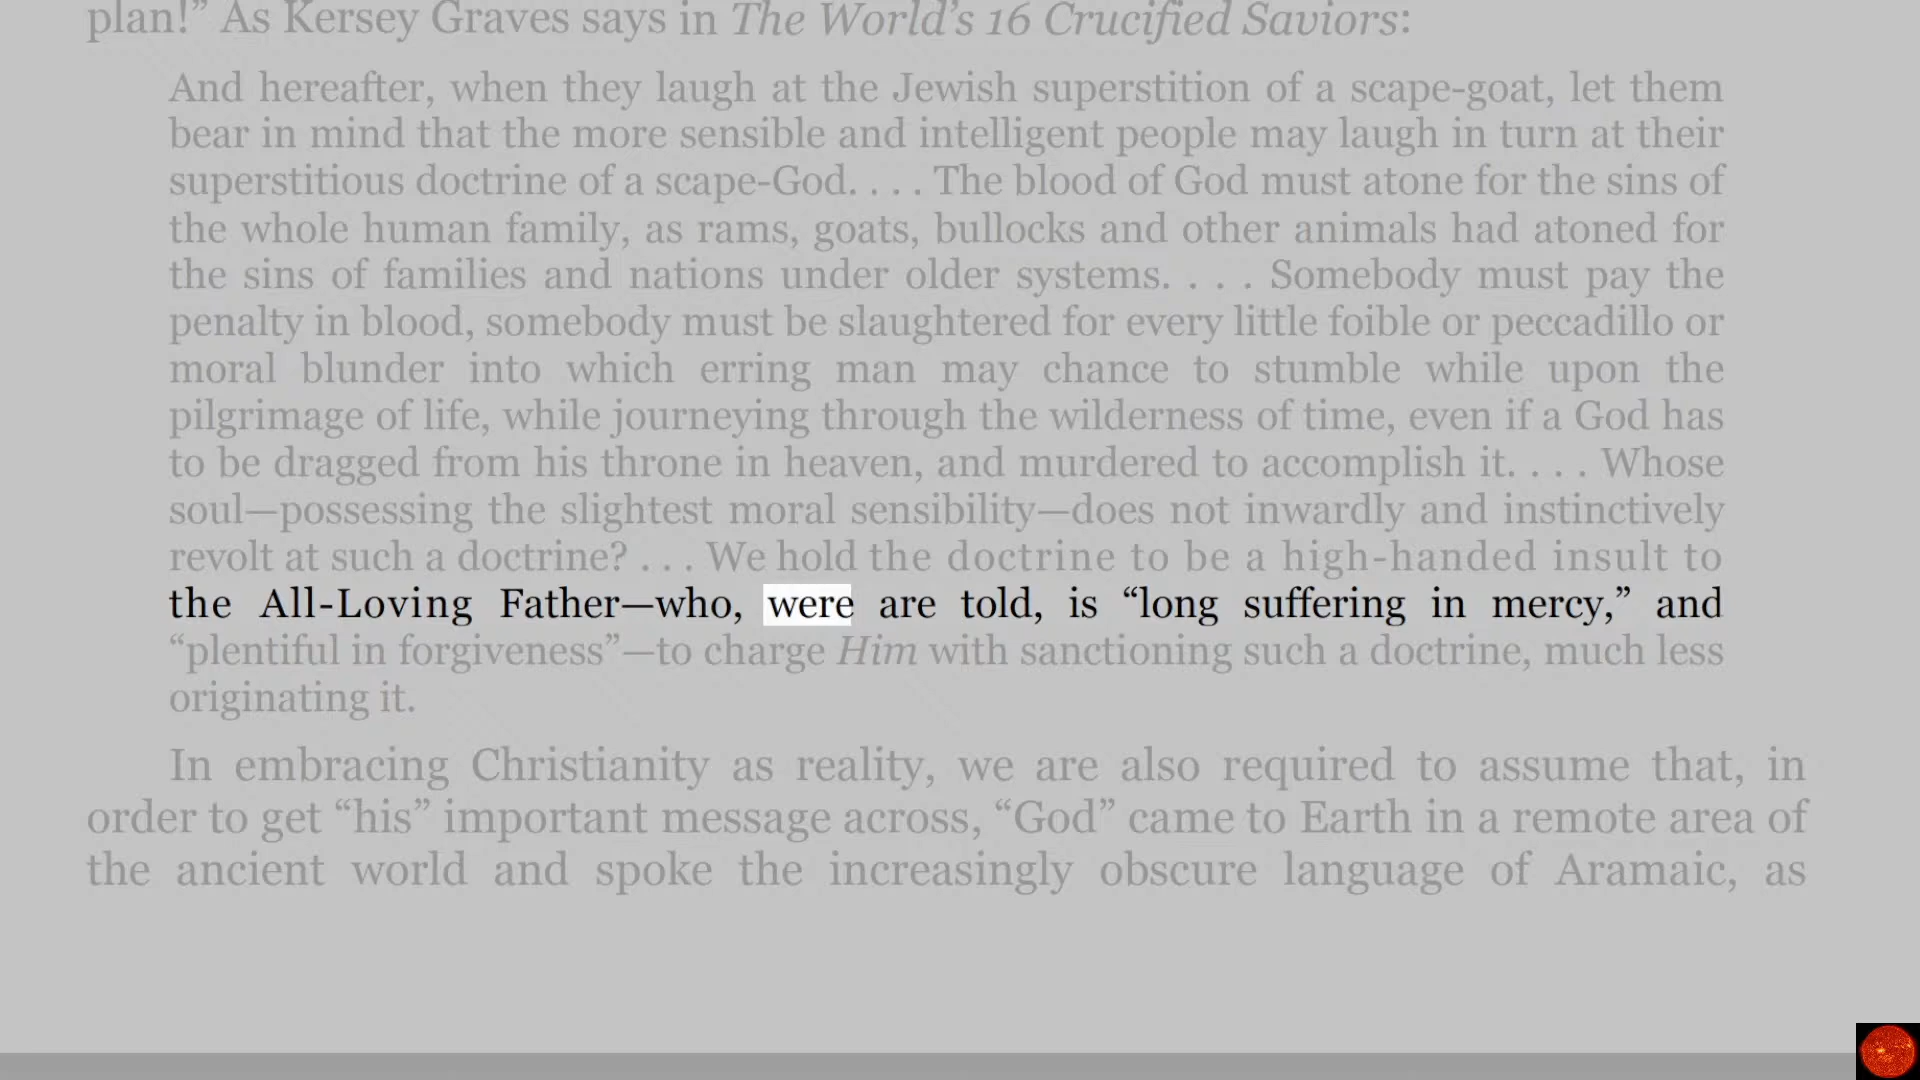 plan!” As Kersey Graves says in The World’s 16 Crucified Saviors:
And hereafter, when they laugh at the Jewish superstition of a scape-goat, let them
bear in mind that the more sensible and intelligent people may laugh in turn at their
superstitious doctrine of a scape-God. . . . The blood of God must atone for the sins of
the whole human family, as rams, goats, bullocks and other animals had atoned for
the sins of families and nations under older systems. . . . Somebody must pay the
penalty in blood, somebody must be slaughtered for every little foible or peccadillo or
moral blunder into which erring man may chance to stumble while upon the
pilgrimage of life, while journeying through the wilderness of time, even if a God has
to be dragged from his throne in heaven, and murdered to accomplish it. . . . Whose
soul—possessing the slightest moral sensibility—does not inwardly and instinctively
revolt at such a doctrine? . . . We hold the doctrine to be a high-handed insult to
the All-Loving Father—who, were are told, is “long suffering in mercy,” and
“plentiful in forgiveness”—to charge Him with sanctioning such a doctrine, much less
originating it.
In embracing Christianity as reality, we are also required to assume that, in
order to get “his” important message across, “God” came to Earth in a remote area of
the ancient world and spoke the increasingly obscure language of Aramaic, as